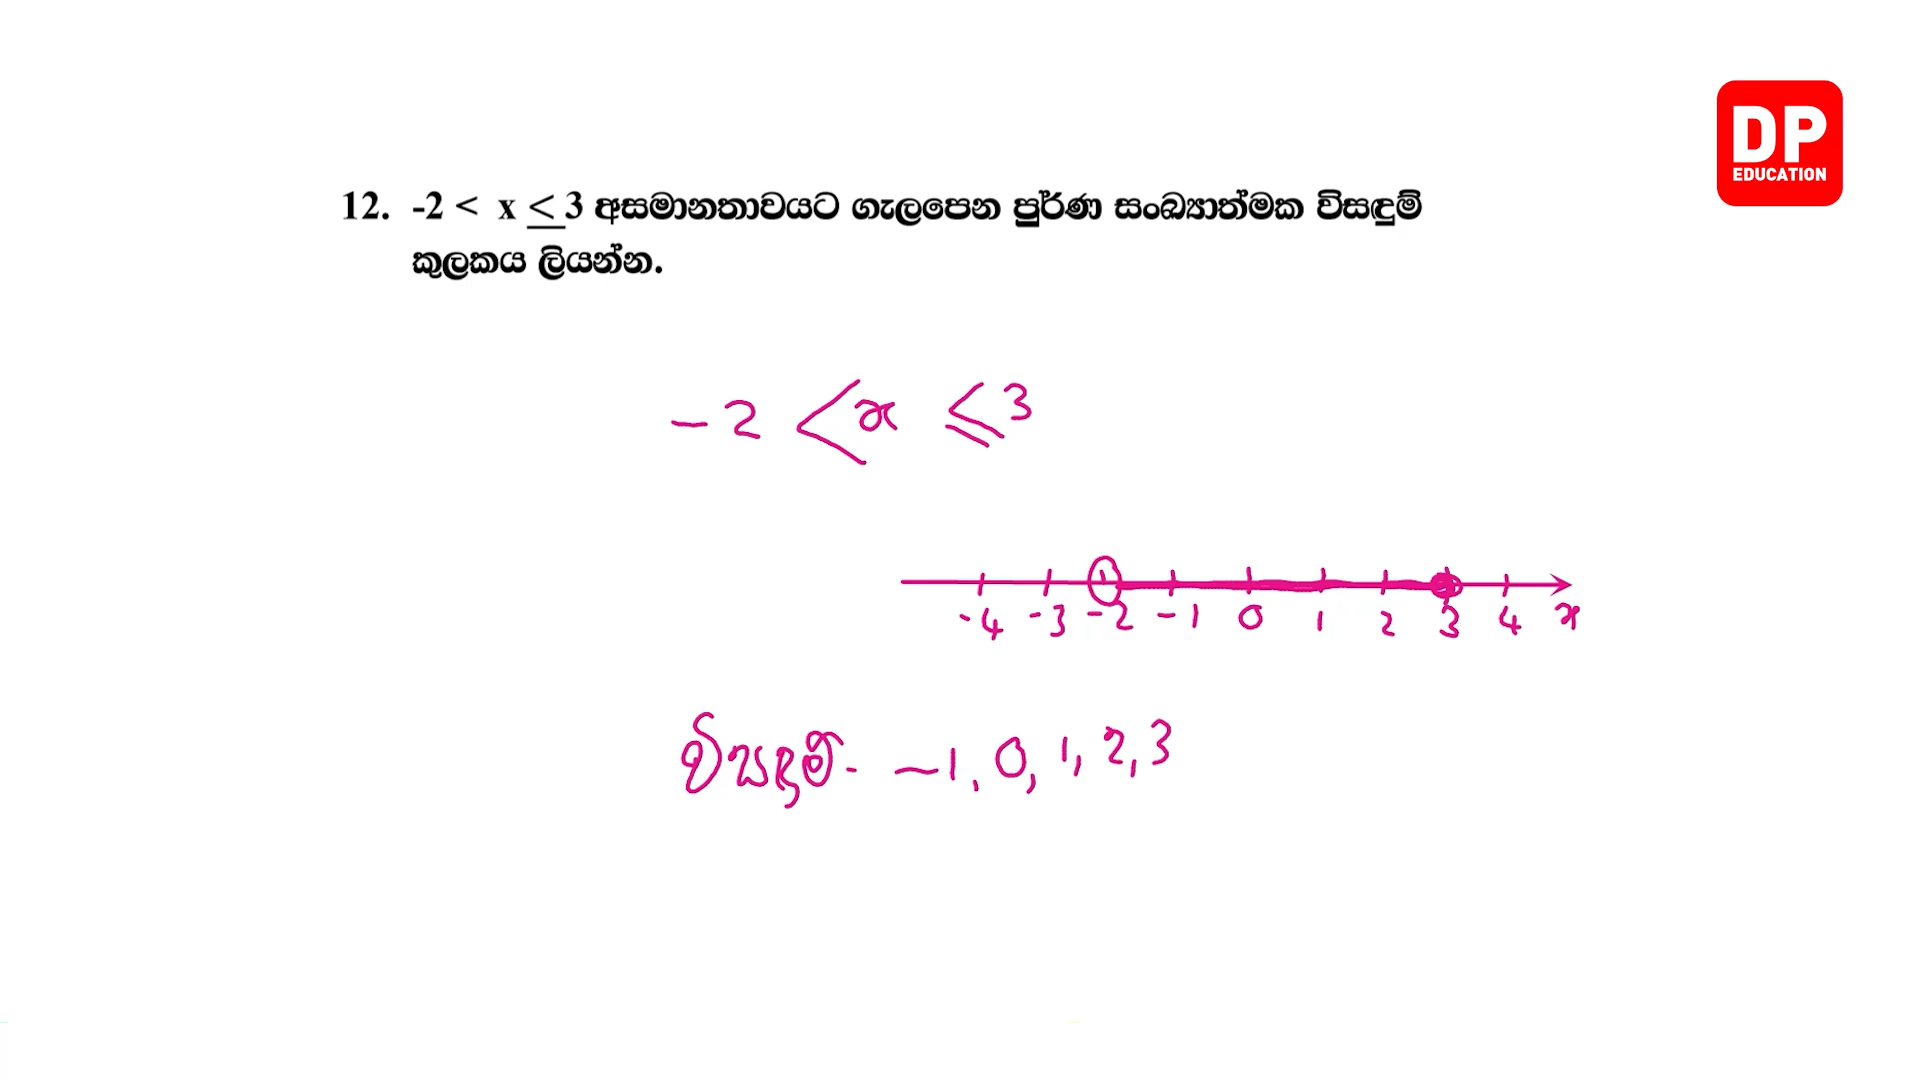 DP
EDUCATION
12. -2 < x ≤ 3 අසමානතාවයට ගැලපෙන පූර්ණ සංඛ්‍යාත්මක විසඳුම්
කුලකය ලියන්න.
-2 < x ≤ 3
-4 -3 -2 -1 0 1 2 3 4 x
විසඳුම් - -1, 0, 1, 2, 3